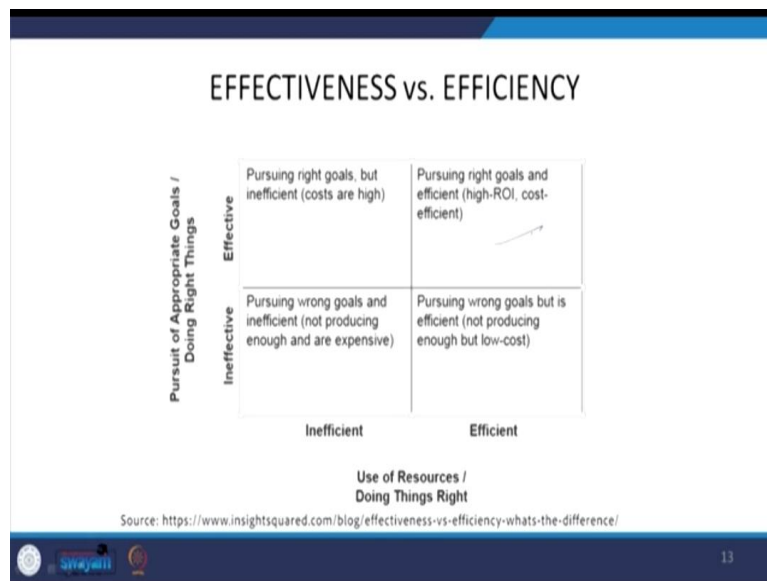 EFFECTIVENESS vs. EFFICIENCY
Pursuit of Appropriate Goals /
Doing Right Things
Effective
Pursuing right goals, but
inefficient (costs are high)
Pursuing right goals and
efficient (high-ROI, cost-
efficient)
Ineffective
Pursuing wrong goals and
inefficient (not producing
enough and are expensive)
Pursuing wrong goals but is
efficient (not producing
enough but low-cost)
Inefficient
Efficient
Use of Resources /
Doing Things Right
Source: https://www.insightsquared.com/blog/effectiveness-vs-efficiency-whats-the-difference/
swayam
13